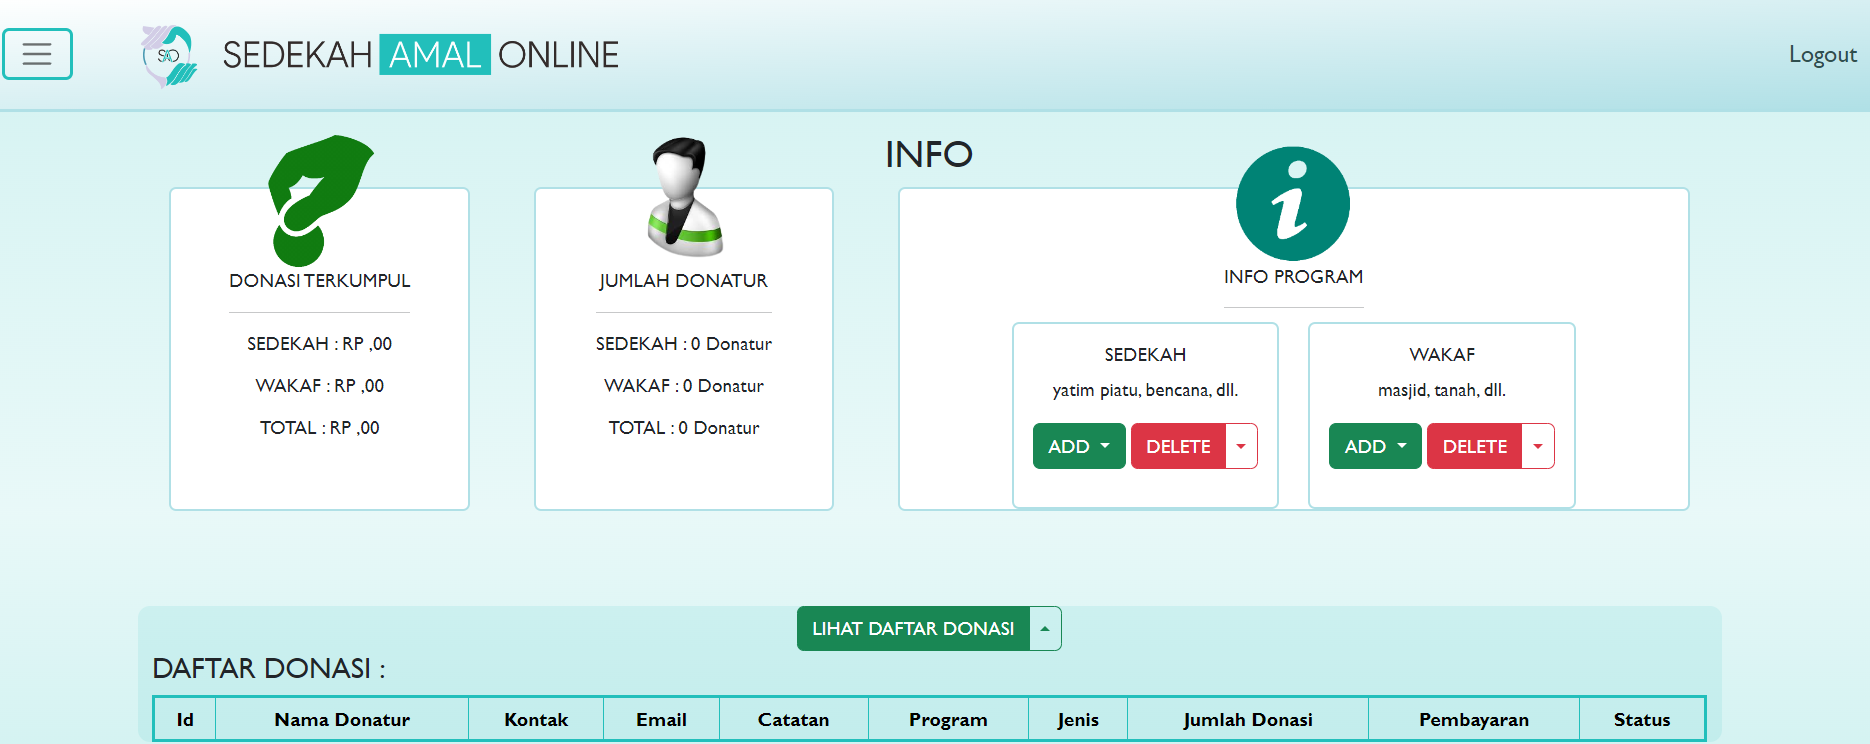 SAO
SEDEKAH AMAL ONLINE
Logout
DONASI TERKUMPUL
SEDEKAH : RP ,00
WAKAF : RP ,00
TOTAL : RP ,00
JUMLAH DONATUR
SEDEKAH : 0 Donatur
WAKAF : 0 Donatur
TOTAL : 0 Donatur
INFO
i
INFO PROGRAM
SEDEKAH
yatim piatu, bencana, dll.
ADD DELETE
WAKAF
masjid, tanah, dll.
ADD DELETE
LIHAT DAFTAR DONASI
DAFTAR DONASI :
Id Nama Donatur Kontak Email Catatan Program Jenis Jumlah Donasi Pembayaran Status